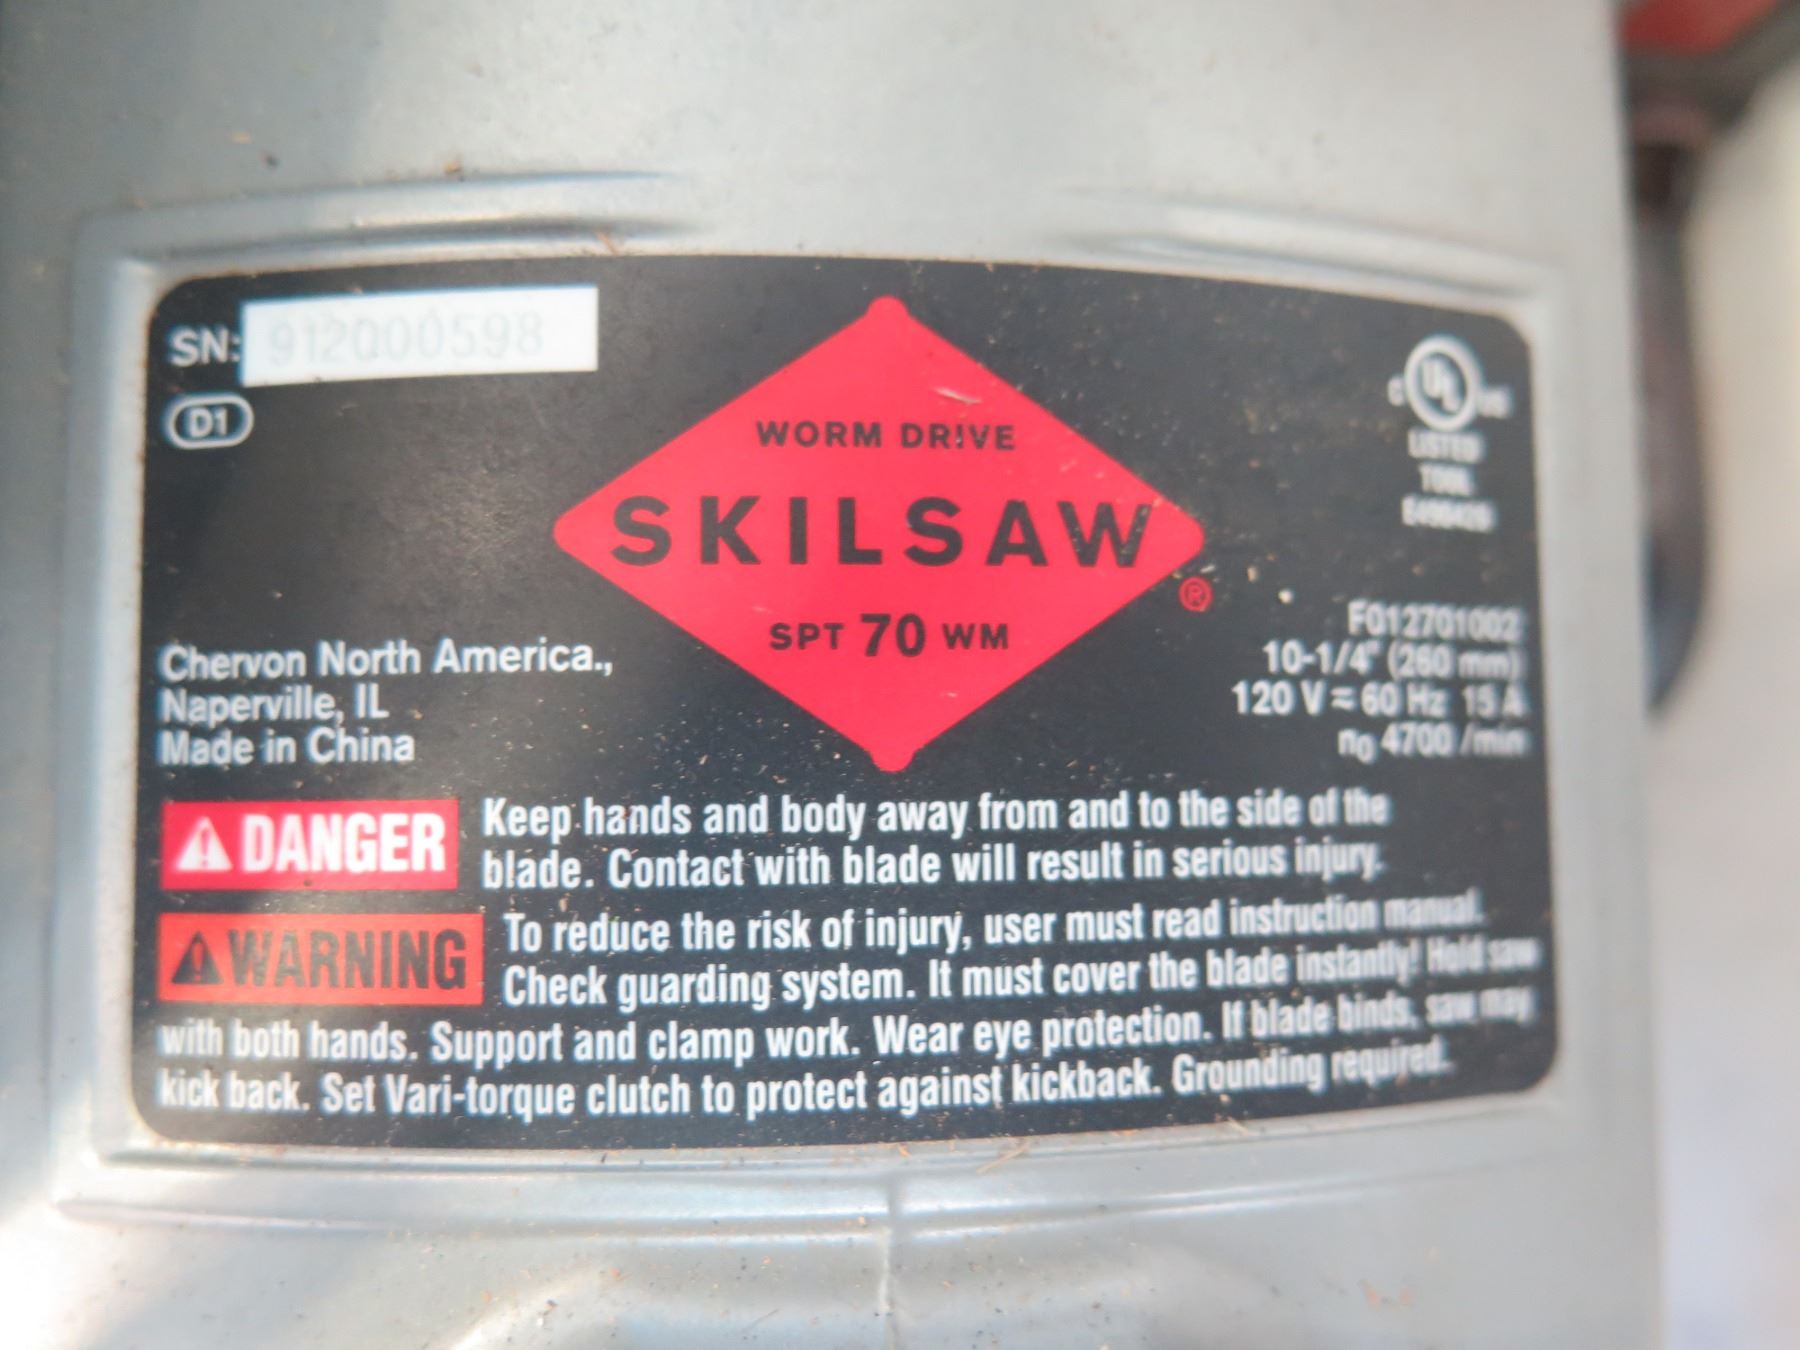 SN: 912000598
D1
WORM DRIVE
SKILSAW
®
SPT 70 WM
C UL US
LISTED
TOOL
Chervon North America.,
Naperville, IL
Made in China
FG12701002
10-1/4" (260 mm)
120 V ≂ 60 Hz 15 A
n₀ 4700 /min
DANGER Keep hands and body away from and to the side of the
blade. Contact with blade will result in serious injury.
WARNING To reduce the risk of injury, user must read instruction manual.
Check guarding system. It must cover the blade instantly! Hold saw
with both hands. Support and clamp work. Wear eye protection. If blade binds, saw may
kick back. Set Vari-torque clutch to protect against kickback. Grounding required.